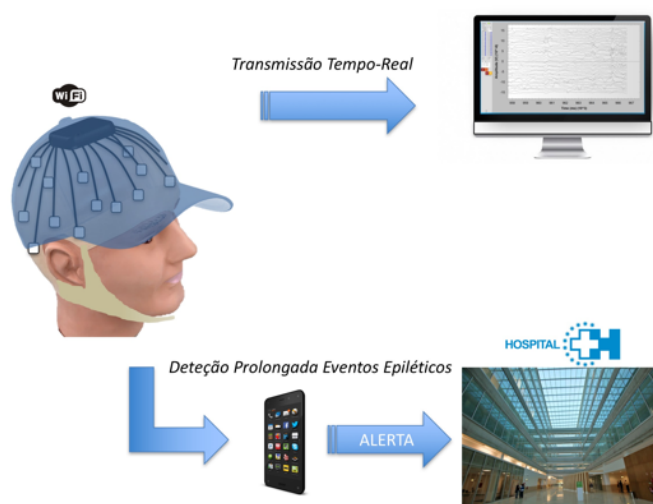 Transmissão Tempo-Real
WiFi
Deteção Prolongada Eventos Epiléticos
HOSPITAL
ALERTA